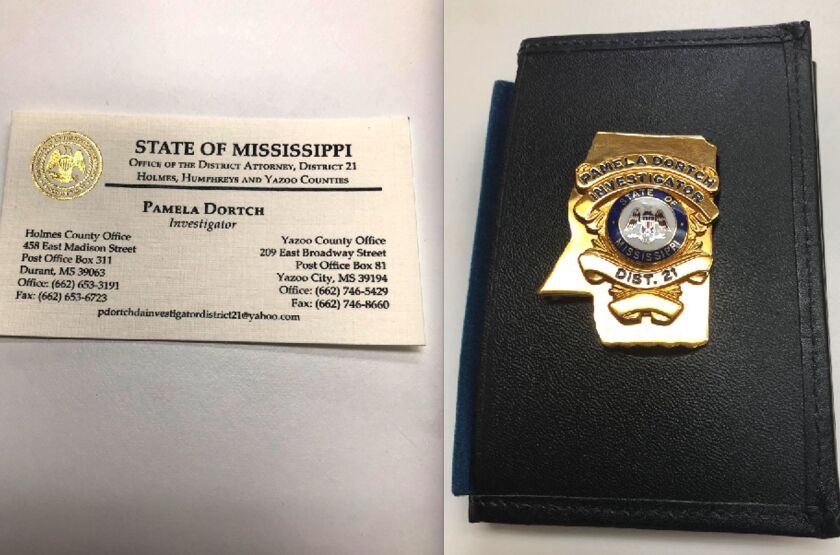 STATE OF MISSISSIPPI
OFFICE OF THE DISTRICT ATTORNEY, DISTRICT 21
HOLMES, HUMPHREYS AND YAZOO COUNTIES
PAMELA DORTCH
Investigator
Holmes County Office
458 East Madison Street
Post Office Box 311
Durant, MS 39063
Office: (662) 653-3191
Fax: (662) 653-6723
Yazoo County Office
209 East Broadway Street
Post Office Box 81
Yazoo City, MS 39194
Office: (662) 746-5429
Fax: (662) 746-8660
pdortchdainvestigatordistrict21@yahoo.com
PAMELA DORTCH
INVESTIGATOR
STATE OF
MISSISSIPPI
DIST. 21